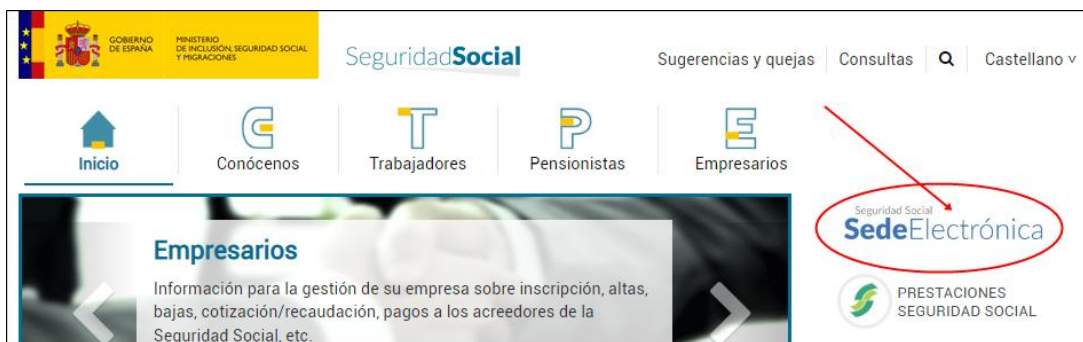 GOBIERNO
DE ESPAÑA
MINISTERIO
DE INCLUSIÓN, SEGURIDAD SOCIAL
Y MIGRACIONES
SeguridadSocial
Sugerencias y quejas
Consultas
Castellano
Inicio
Conócenos
Trabajadores
Pensionistas
Empresarios
Seguridad Social
SedeElectrónica
Empresarios
Información para la gestión de su empresa sobre inscripción, altas,
bajas, cotización/recaudación, pagos a los acreedores de la
Seguridad Social, etc.
PRESTACIONES
SEGURIDAD SOCIAL